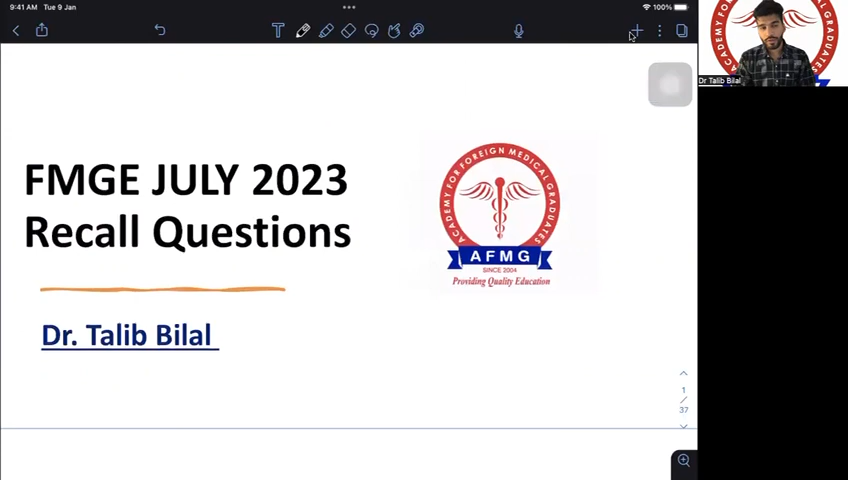 9:41 AM Tue 9 Jan
100%
T
FMGE JULY 2023
Recall Questions
Dr. Talib Bilal
ACADEMY FOR FOREIGN MEDICAL GRADUATES
AFMG
SINCE 2004
Providing Quality Education
1
/
37
Dr Talib Bilal